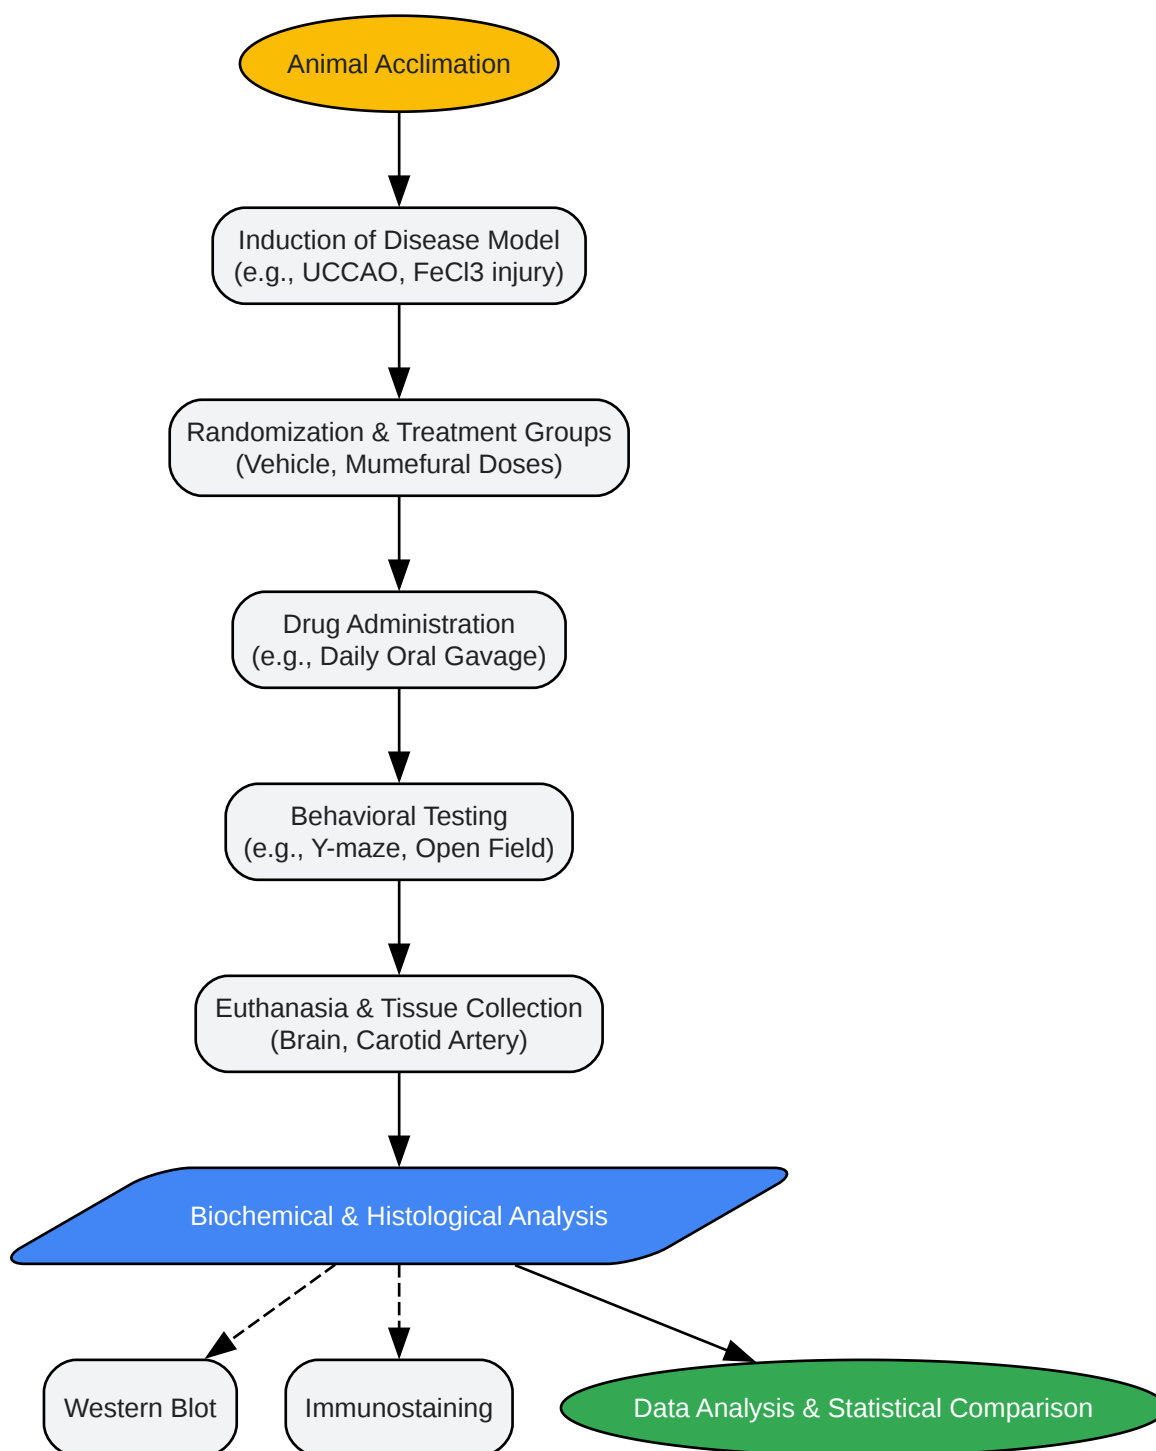 Animal Acclimation
Induction of Disease Model
(e.g., UCCAO, FeCl3 injury)
Randomization & Treatment Groups
(Vehicle, Mumefural Doses)
Drug Administration
(e.g., Daily Oral Gavage)
Behavioral Testing
(e.g., Y-maze, Open Field)
Euthanasia & Tissue Collection
(Brain, Carotid Artery)
Biochemical & Histological Analysis
Western Blot
Immunostaining
Data Analysis & Statistical Comparison